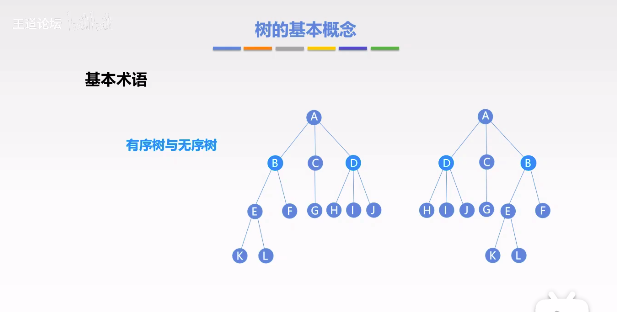 王道论坛
树的基本概念
基本术语
有序树与无序树
A A
B C D D C B
E F G H I J H I J G E F
K L K L